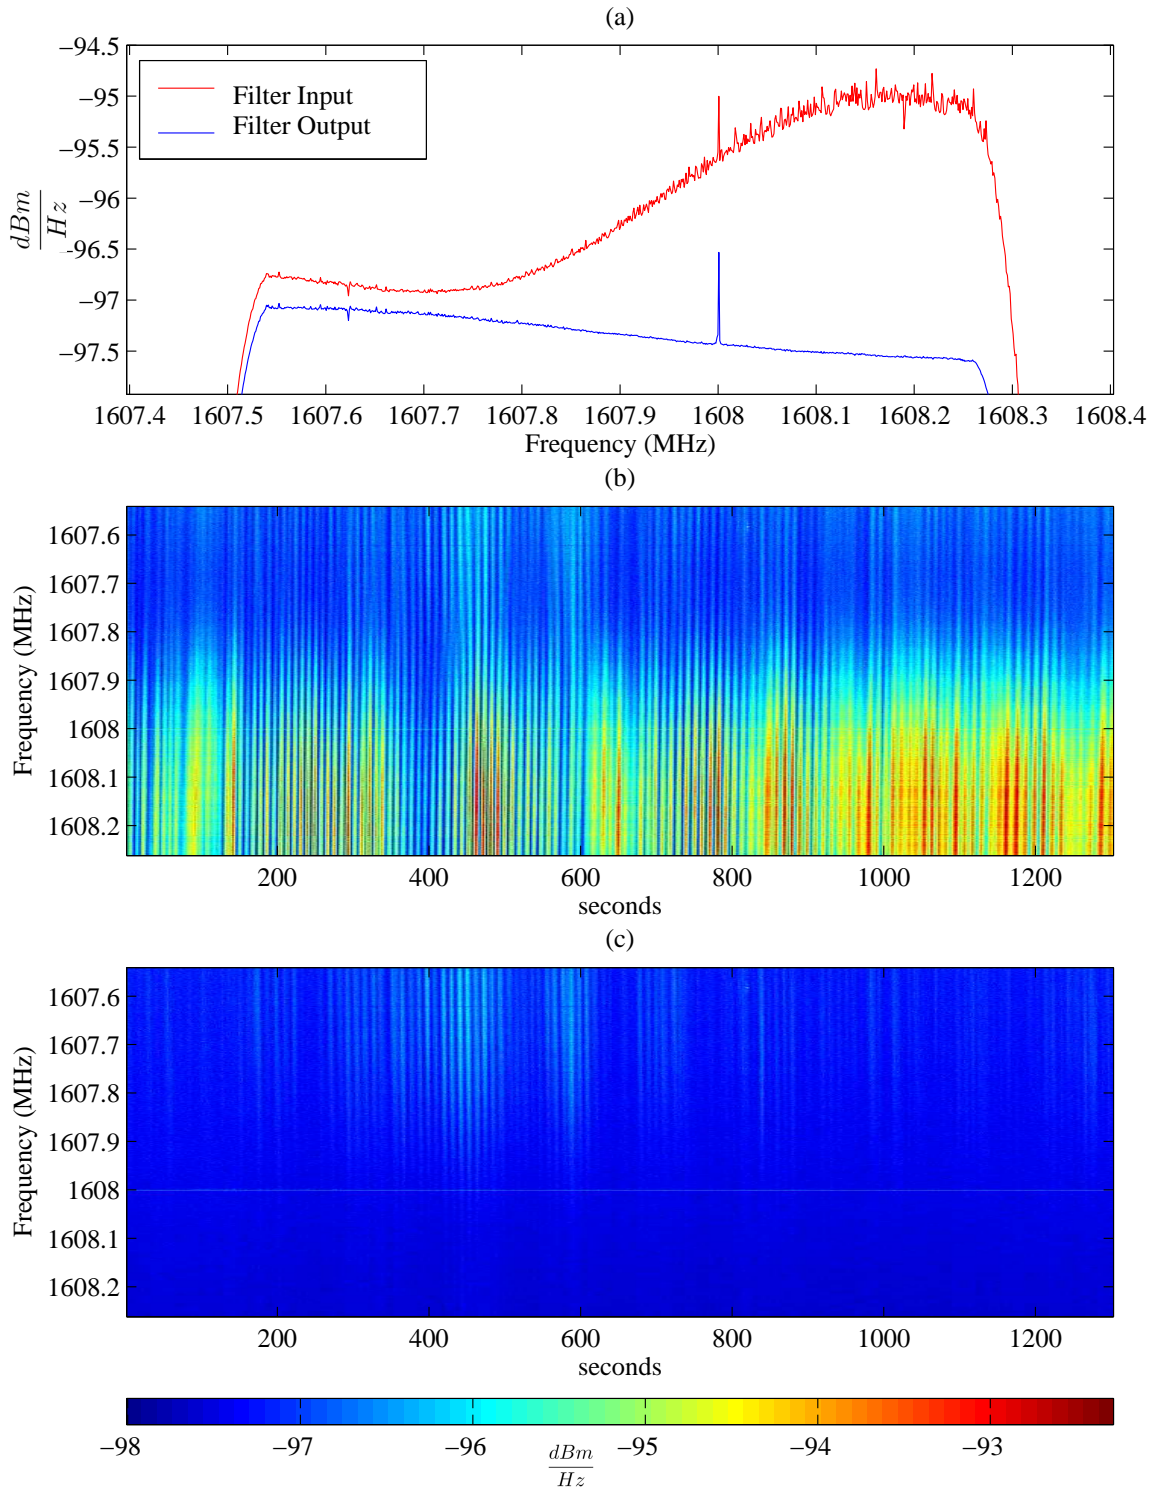 (a)
−94.5
−95
−95.5
−96
−96.5
−97
−97.5
dBm
Hz
Filter Input
Filter Output
1607.4 1607.5 1607.6 1607.7 1607.8 1607.9 1608 1608.1 1608.2 1608.3 1608.4
Frequency (MHz)
(b)
1607.6
1607.7
1607.8
1607.9
1608
1608.1
1608.2
Frequency (MHz)
200 400 600 800 1000 1200
seconds
(c)
1607.6
1607.7
1607.8
1607.9
1608
1608.1
1608.2
Frequency (MHz)
200 400 600 800 1000 1200
seconds
−98 −97 −96 −95 −94 −93
dBm
Hz